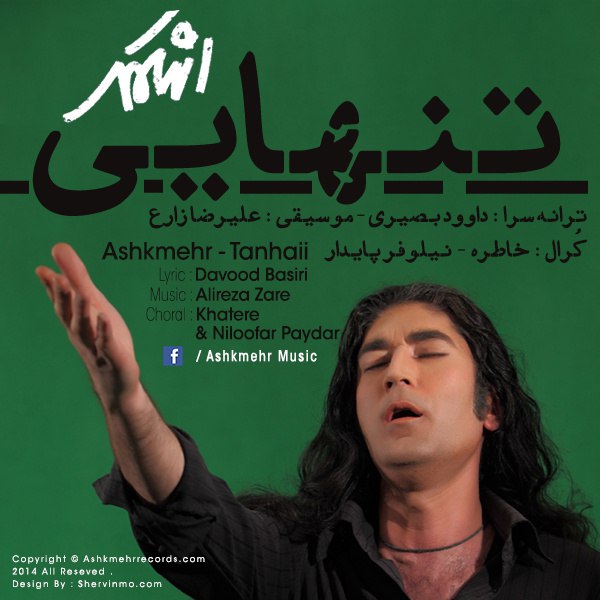 اشکمهر
تنهایی
ترانه سرا : داوود بصیری - موسیقی : علیرضا زارع
کُرال : خاطره - نیلوفر پایدار
Ashkmehr - Tanhaii
Lyric : Davood Basiri
Music : Alireza Zare
Choral : Khatere
& Niloofar Paydar
f / Ashkmehr Music
Copyright © Ashkmehrrecords.com
2014 All Reseved .
Design By : Shervinmo.com